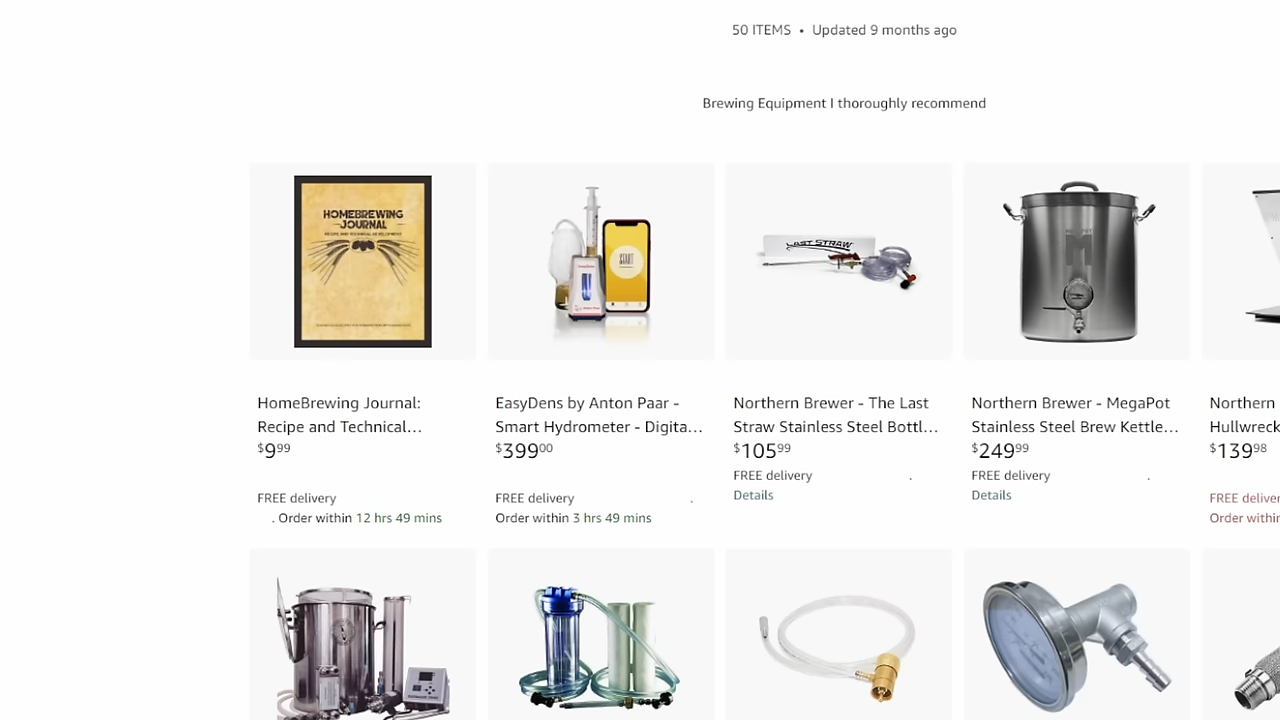 50 ITEMS • Updated 9 months ago
Brewing Equipment I thoroughly recommend
HOMEBREWING
JOURNAL
START
LAST STRAW
HomeBrewing Journal:
Recipe and Technical...
$9.99
FREE delivery
. Order within 12 hrs 49 mins
EasyDens by Anton Paar -
Smart Hydrometer - Digita...
$399.00
FREE delivery .
Order within 3 hrs 49 mins
Northern Brewer - The Last
Straw Stainless Steel Bottl...
$105.99
FREE delivery .
Details
Northern Brewer - MegaPot
Stainless Steel Brew Kettle...
$249.99
FREE delivery .
Details
Northern
Hullwreck
$139.98
FREE deliver
Order within